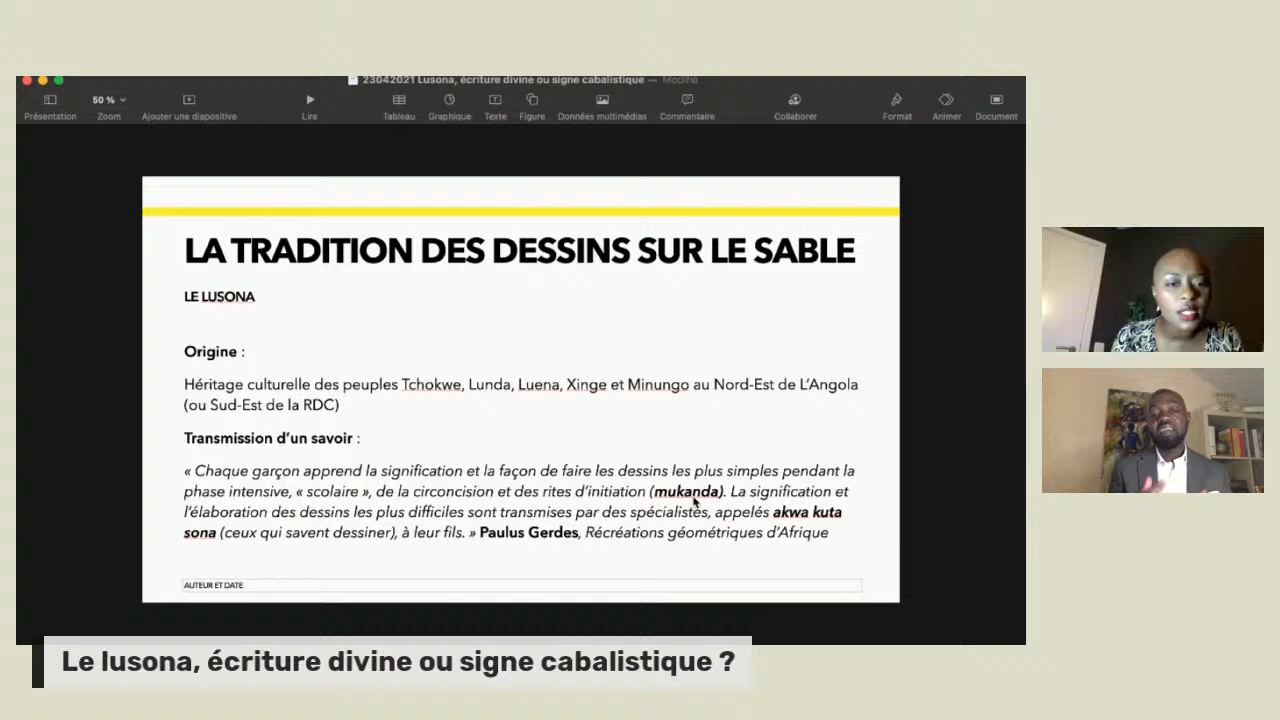 23042021 Lusona, écriture divine ou signe cabalistique — Modifié
50 %
Présentation Zoom Ajouter une diapositive Lire Tableau Graphique Texte Figure Données multimédias Commentaire Collaborer Format Animer Document
LA TRADITION DES DESSINS SUR LE SABLE
LE LUSONA
Origine :
Héritage culturelle des peuples Tchokwe, Lunda, Luena, Xinge et Minungo au Nord-Est de L'Angola
(ou Sud-Est de la RDC)
Transmission d'un savoir :
« Chaque garçon apprend la signification et la façon de faire les dessins les plus simples pendant la
phase intensive, « scolaire », de la circoncision et des rites d'initiation (mukanda). La signification et
l'élaboration des dessins les plus difficiles sont transmises par des spécialistes, appelés akwa kuta
sona (ceux qui savent dessiner), à leur fils. » Paulus Gerdes, Récréations géométriques d'Afrique
AUTEUR ET DATE
Le lusona, écriture divine ou signe cabalistique ?